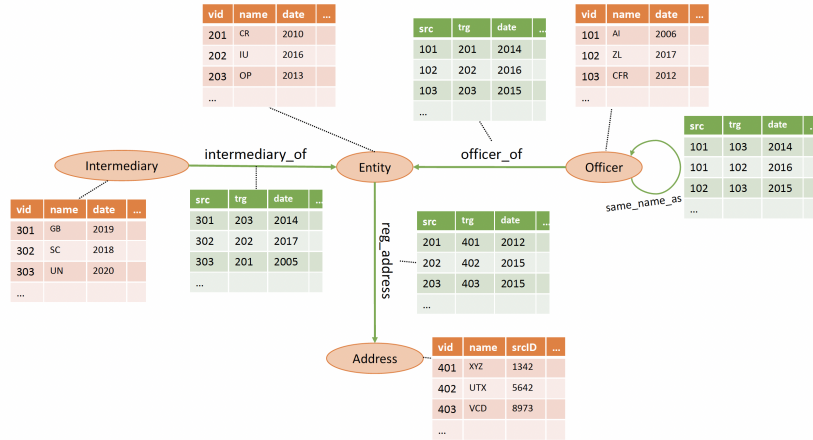 vid name date ...
201 CR 2010
202 IU 2016
203 OP 2013
...
src trg date ...
101 201 2014
102 202 2016
103 203 2015
...
vid name date ...
101 AI 2006
102 ZL 2017
103 CFR 2012
...
src trg date ...
101 103 2014
101 102 2016
102 103 2015
...
Intermediary
intermediary_of
Entity
officer_of
Officer
same_name_as
vid name date ...
301 GB 2019
302 SC 2018
303 UN 2020
...
src trg date ...
301 203 2014
302 202 2017
303 201 2005
...
reg_address
src trg date ...
201 401 2012
202 402 2015
203 403 2015
...
Address
vid name srcID ...
401 XYZ 1342
402 UTX 5642
403 VCD 8973
...